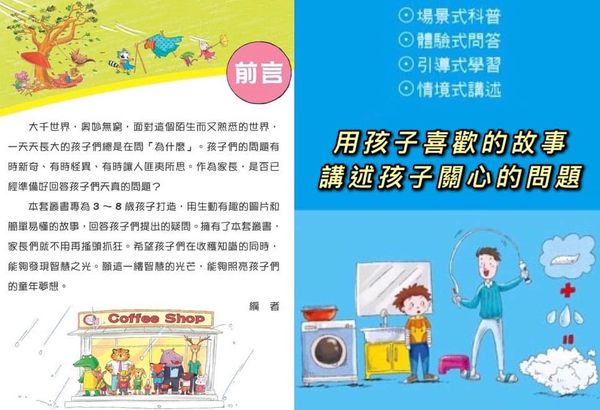 前言
大千世界，奧妙無窮，面對這個陌生而又熟悉的世界，
一天天長大的孩子們總是在問「為什麼」。孩子們的問題有
時新奇、有時怪異、有時讓人匪夷所思。作為家長，是否已
經準備好回答孩子們天真的問題？
本套叢書專為3～8歲孩子打造，用生動有趣的圖片和
簡單易懂的故事，回答孩子們提出的疑問。擁有了本套叢書，
家長們就不用再搔頭抓狂。希望孩子們在收穫知識的同時，
能夠發現智慧之光。願這一縷智慧的光芒，能夠照亮孩子們
的童年夢想。
編 者
Coffee Shop
⊙場景式科普
⊙體驗式問答
⊙引導式學習
⊙情境式講述
用孩子喜歡的故事
講述孩子關心的問題